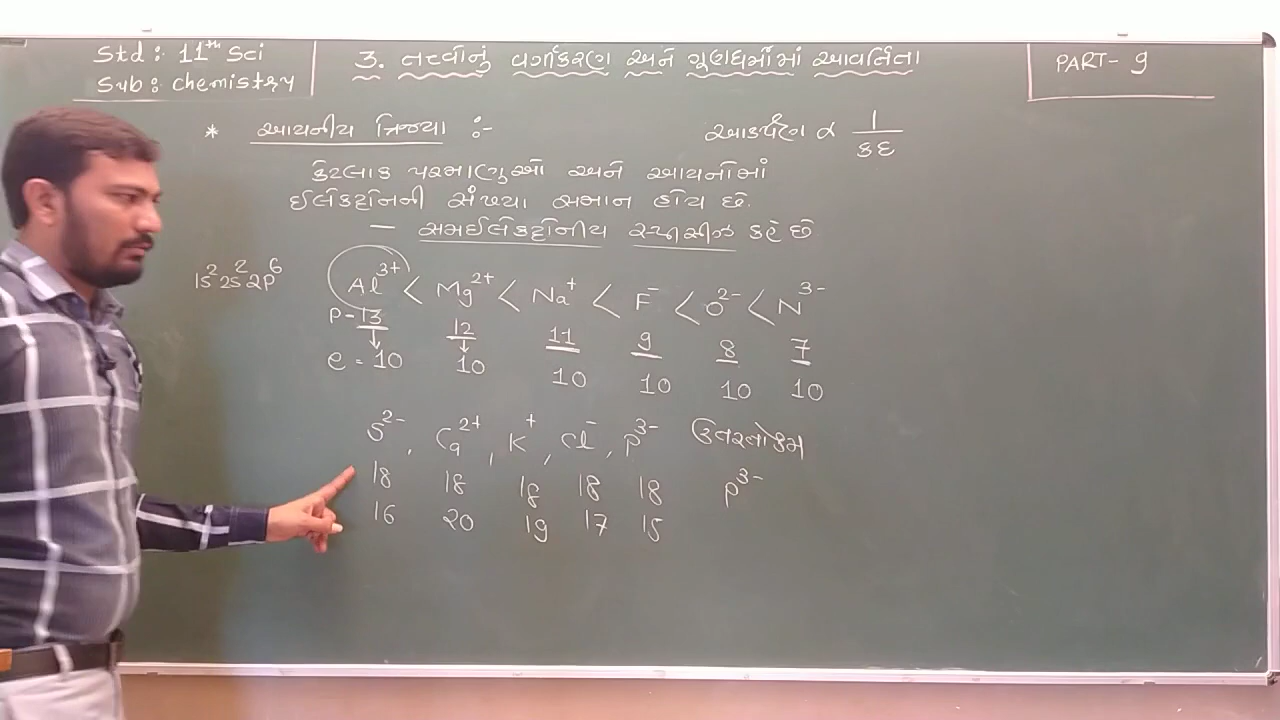 Std : 11th Sci
Sub : chemistry
3. તત્ત્વોનું વર્ગીકરણ અને ગુણધર્મોમાં આવર્તિતા
PART- 9
* આયનીય ત્રિજ્યા :-
આકર્ષણ α 1/કદ
કેટલાક પરમાણુઓ અને આયનોમાં
ઈલેકટ્રોનની સંખ્યા સમાન હોય છે.
— સમઈલેકટ્રોનીય સ્પીસીઝ કહે છે
1s² 2s² 2p⁶
Al³⁺ < Mg²⁺ < Na⁺ < F⁻ < O²⁻ < N³⁻
P-13 12 11 9 8 7
e = 10 10 10 10 10 10
S²⁻, Ca²⁺, K⁺, Cl⁻, P³⁻ ઉતરતોક્રમ
18 18 18 18 18 P³⁻
16 20 19 17 15